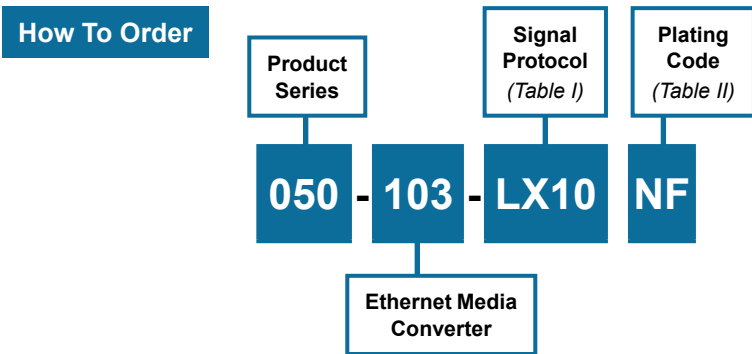 How To Order
Product
Series
Signal
Protocol
(Table I)
Plating
Code
(Table II)
050 - 103 - LX10 NF
Ethernet Media
Converter